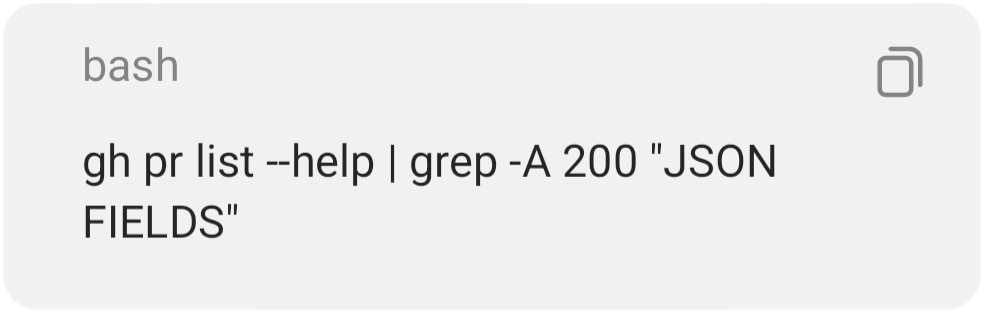 bash
gh pr list --help | grep -A 200 "JSON
FIELDS"